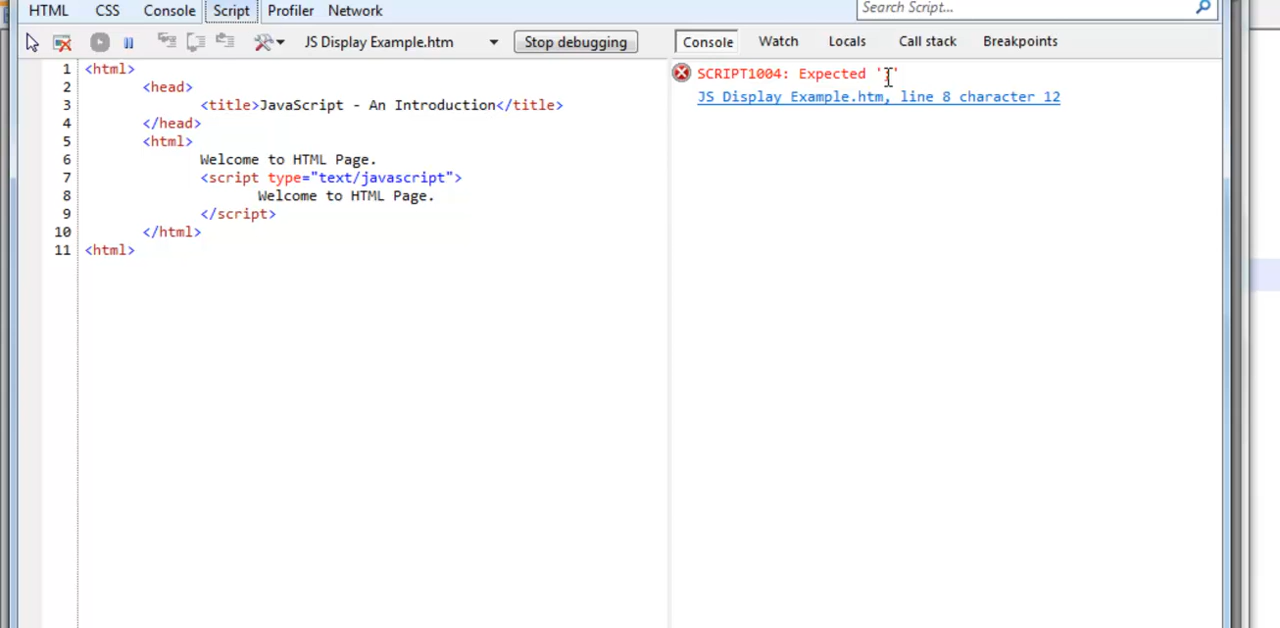 HTML CSS Console Script Profiler Network Search Script...
JS Display Example.htm Stop debugging Console Watch Locals Call stack Breakpoints
1 <html>
2 <head>
3 <title>JavaScript - An Introduction</title>
4 </head>
5 <html>
6 Welcome to HTML Page.
7 <script type="text/javascript">
8 Welcome to HTML Page.
9 </script>
10 </html>
11 <html>
SCRIPT1004: Expected
JS Display Example.htm, line 8 character 12